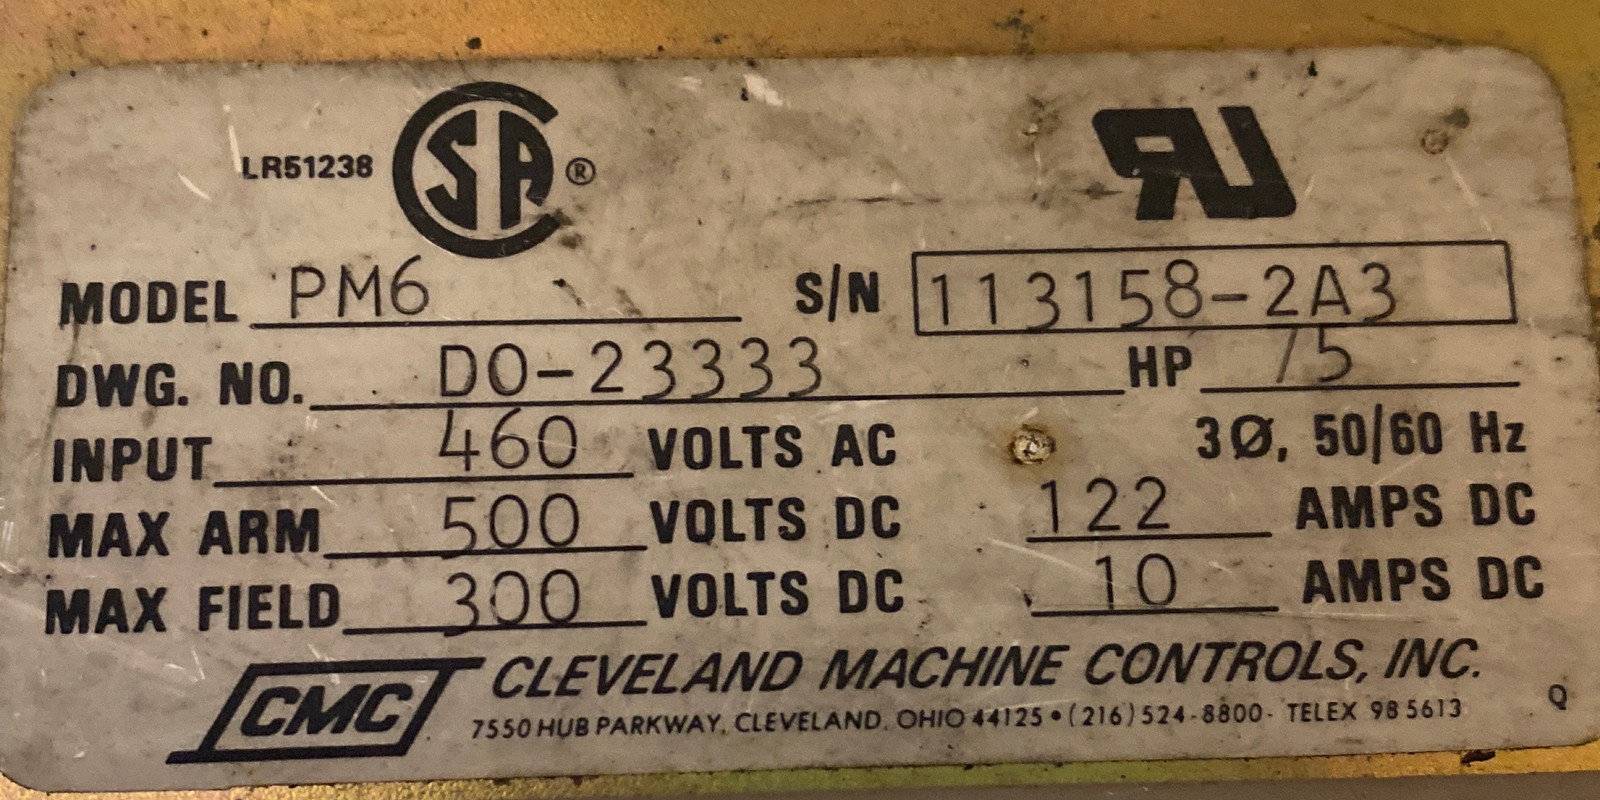 LR51238 CSA ® RU
MODEL PM6 S/N 113158-2A3
DWG. NO. DO-23333 HP 75
INPUT 460 VOLTS AC 3Ø, 50/60 Hz
MAX ARM 500 VOLTS DC 122 AMPS DC
MAX FIELD 300 VOLTS DC 10 AMPS DC
CMC CLEVELAND MACHINE CONTROLS, INC.
7550 HUB PARKWAY, CLEVELAND, OHIO 44125 • (216) 524-8800 - TELEX 98 5613 Q